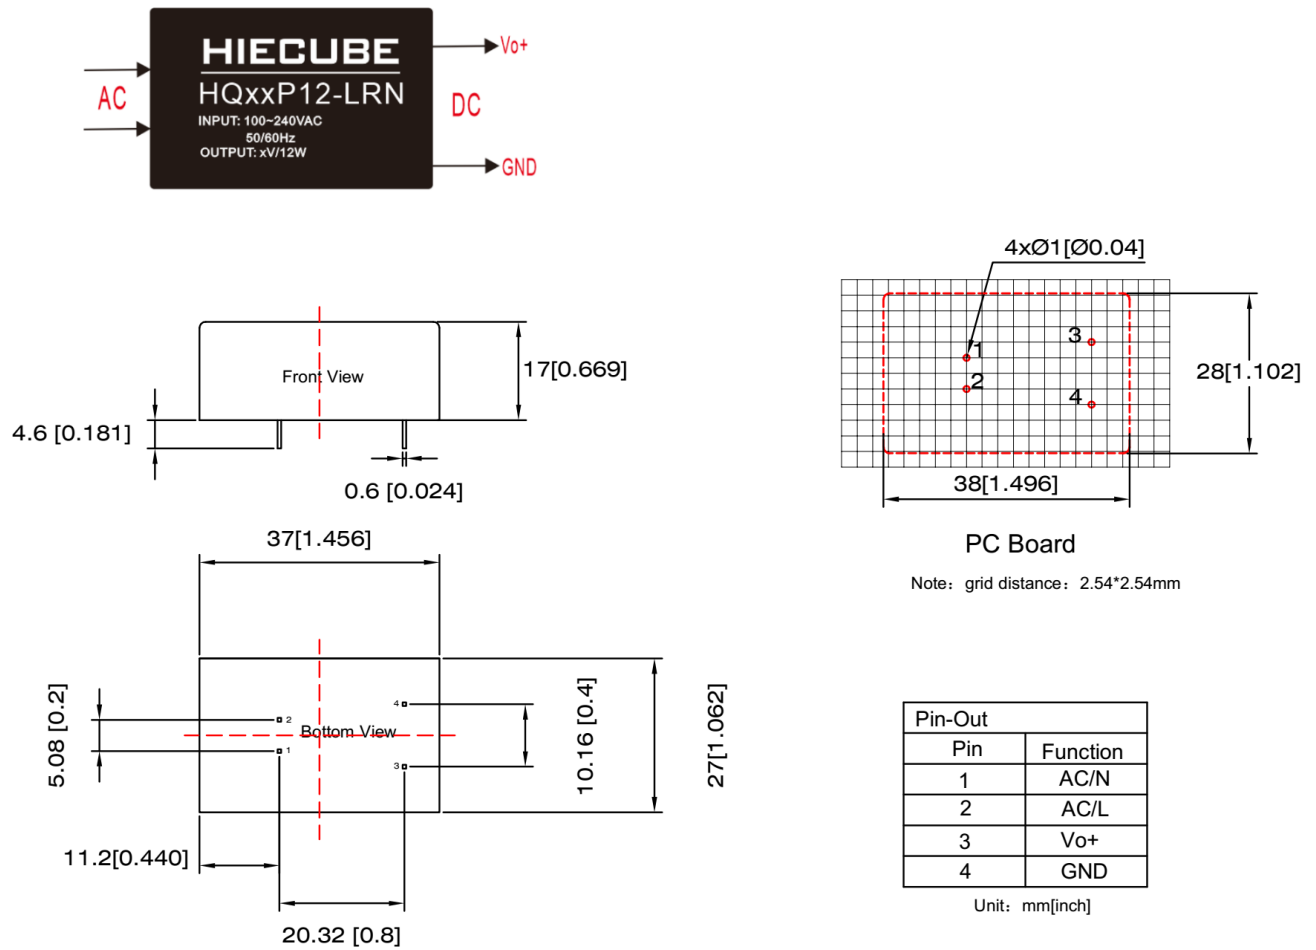 HIECUBE
HQxxP12-LRN
INPUT: 100~240VAC
50/60Hz
OUTPUT: xV/12W
AC
DC
Vo+
GND
Front View
17[0.669]
4.6 [0.181]
0.6 [0.024]
4xØ1[Ø0.04]
1
2
3
4
28[1.102]
38[1.496]
PC Board
Note: grid distance: 2.54*2.54mm
37[1.456]
5.08 [0.2]
2
1
Bottom View
4
3
10.16 [0.4]
27[1.062]
11.2[0.440]
20.32 [0.8]
Pin-Out
Pin Function
1 AC/N
2 AC/L
3 Vo+
4 GND
Unit: mm[inch]